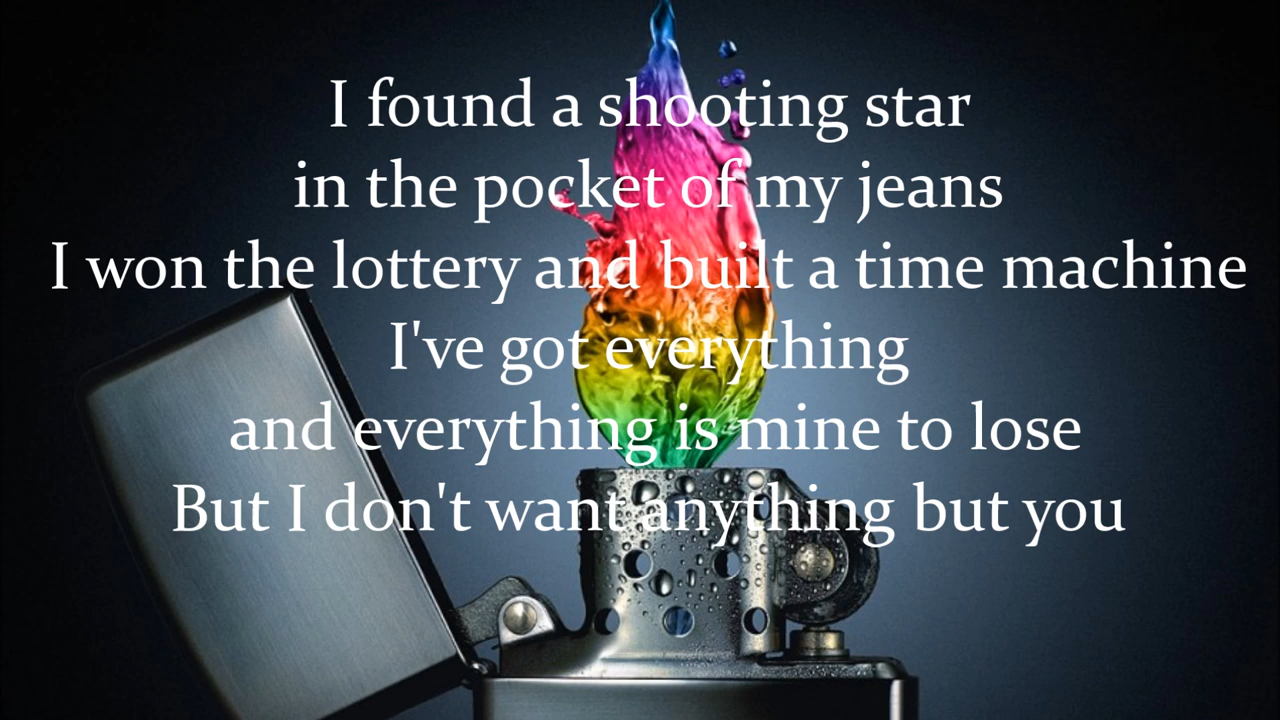 I found a shooting star
in the pocket of my jeans
I won the lottery and built a time machine
I've got everything
and everything is mine to lose
But I don't want anything but you